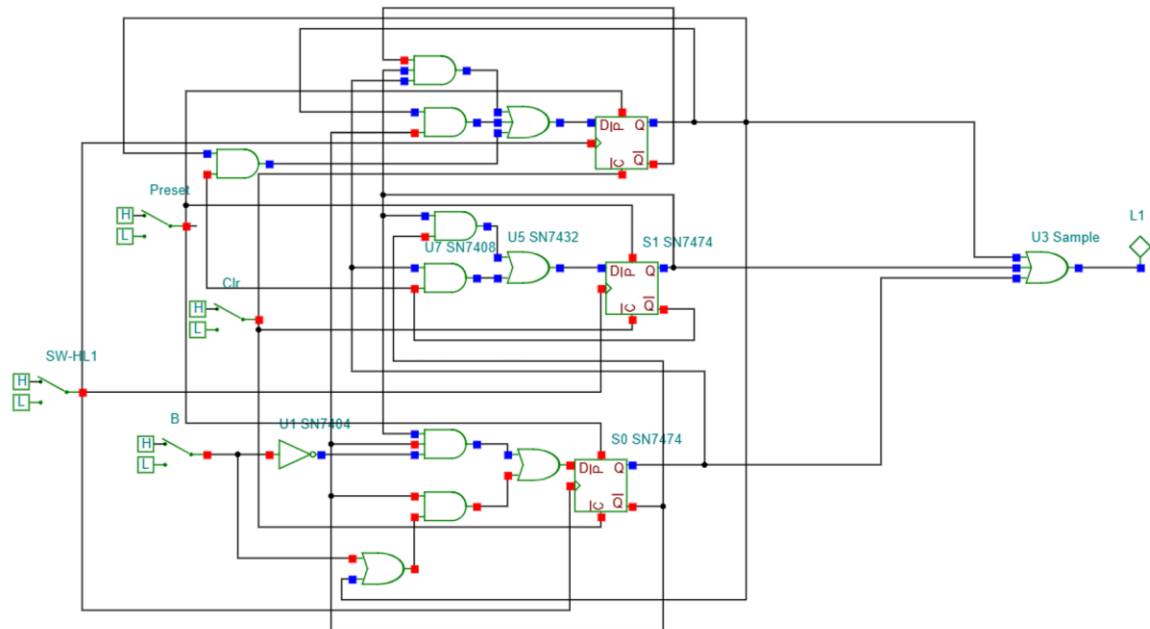 D P Q
C Q
Preset
H
L
U7 SN7408
U5 SN7432
S1 SN7474
U3 Sample
L1
D P Q
C Q
Clr
H
L
SW-HL1
H
L
B
H
L
U1 SN7404
S0 SN7474
D P Q
C Q